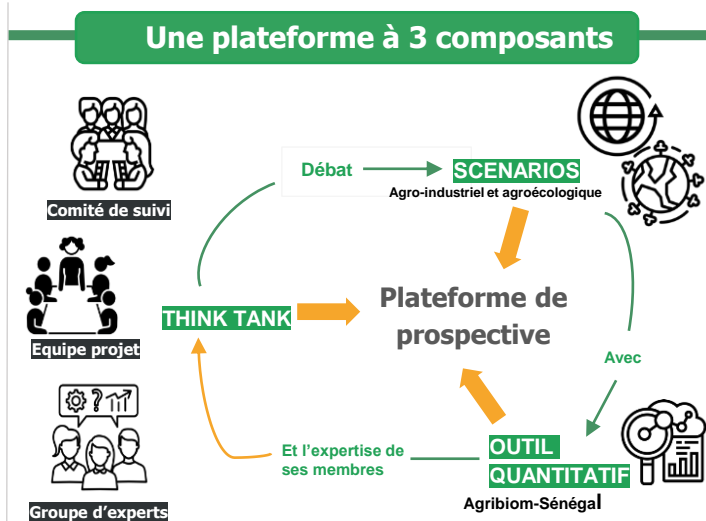 Une plateforme à 3 composants
Comité de suivi
Equipe projet
Groupe d'experts
Débat
SCENARIOS
Agro-industriel et agroécologique
THINK TANK
Plateforme de
prospective
Avec
Et l'expertise de
ses membres
OUTIL
QUANTITATIF
Agribiom-Sénégal